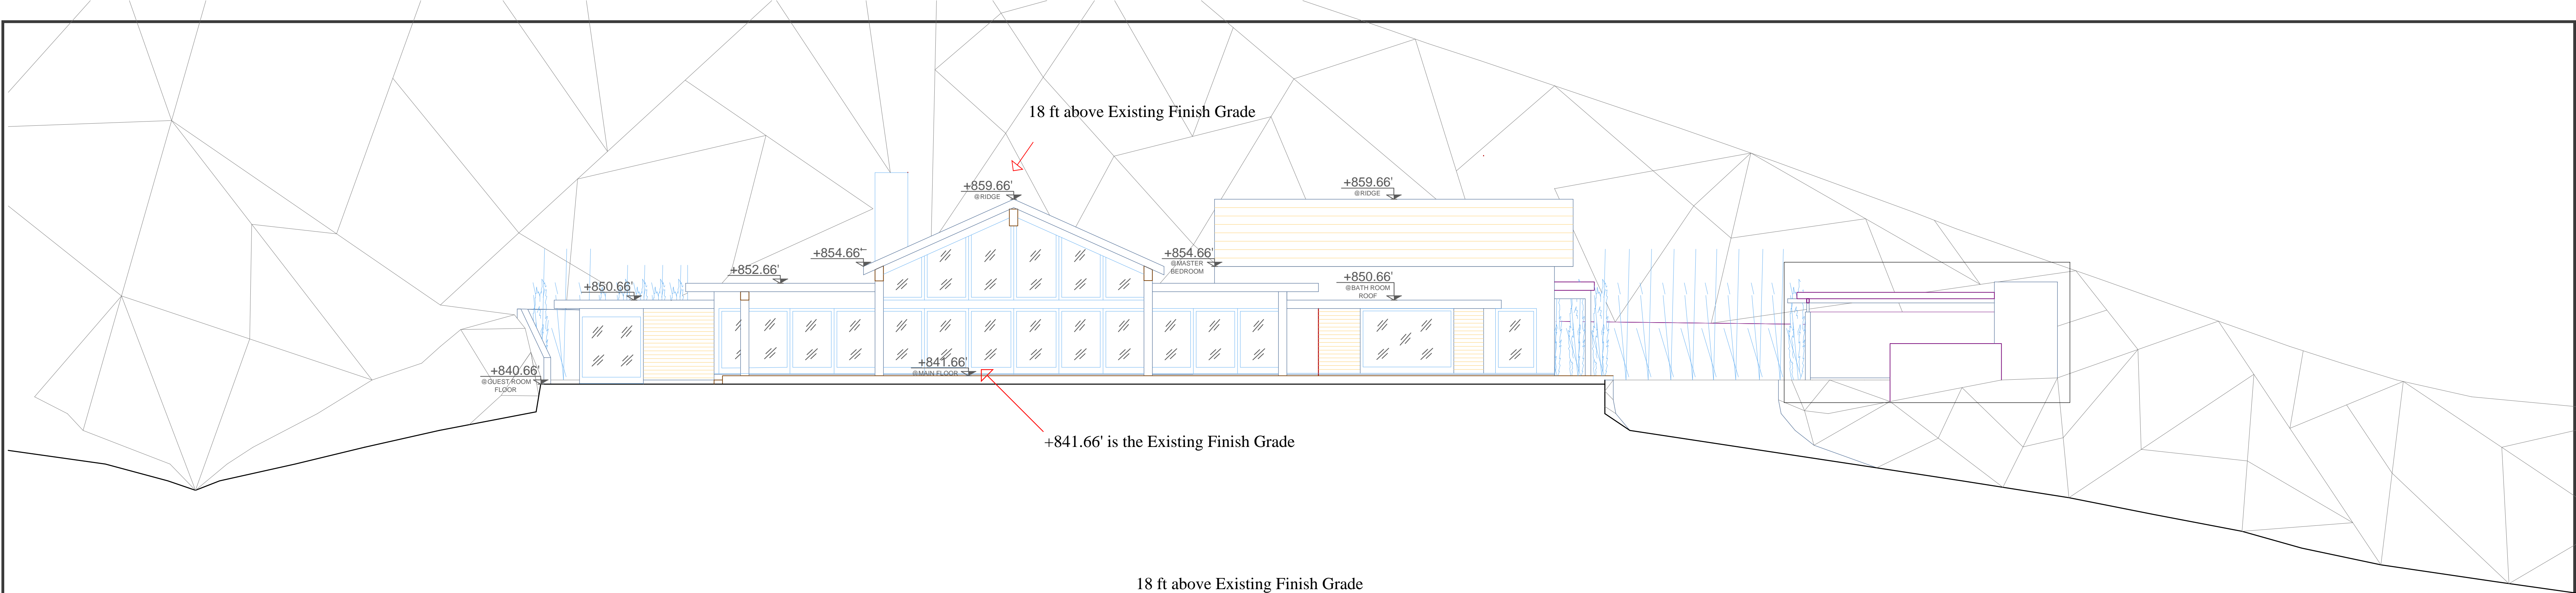 18 ft above Existing Finish Grade
+859.66'
@RIDGE
+859.66'
@RIDGE
+854.66'
+854.66'
@MASTER
BEDROOM
+852.66'
+850.66'
@BATH ROOM
ROOF
+850.66'
+841.66'
@MAIN FLOOR
+840.66'
@GUEST ROOM
FLOOR
+841.66' is the Existing Finish Grade
18 ft above Existing Finish Grade